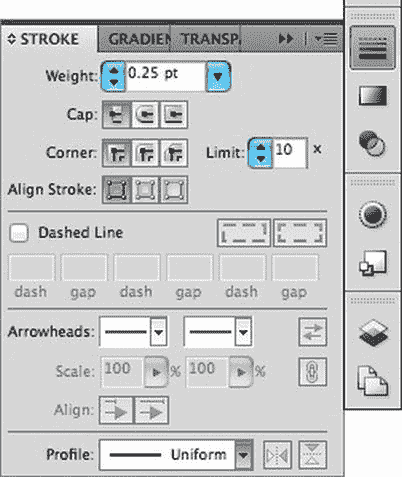 STROKE GRADIEN TRANSP
Weight: 0.25 pt
Cap:
Corner: Limit: 10 x
Align Stroke:
Dashed Line
dash gap dash gap dash gap
Arrowheads:
Scale: 100 % 100 %
Align:
Profile: Uniform